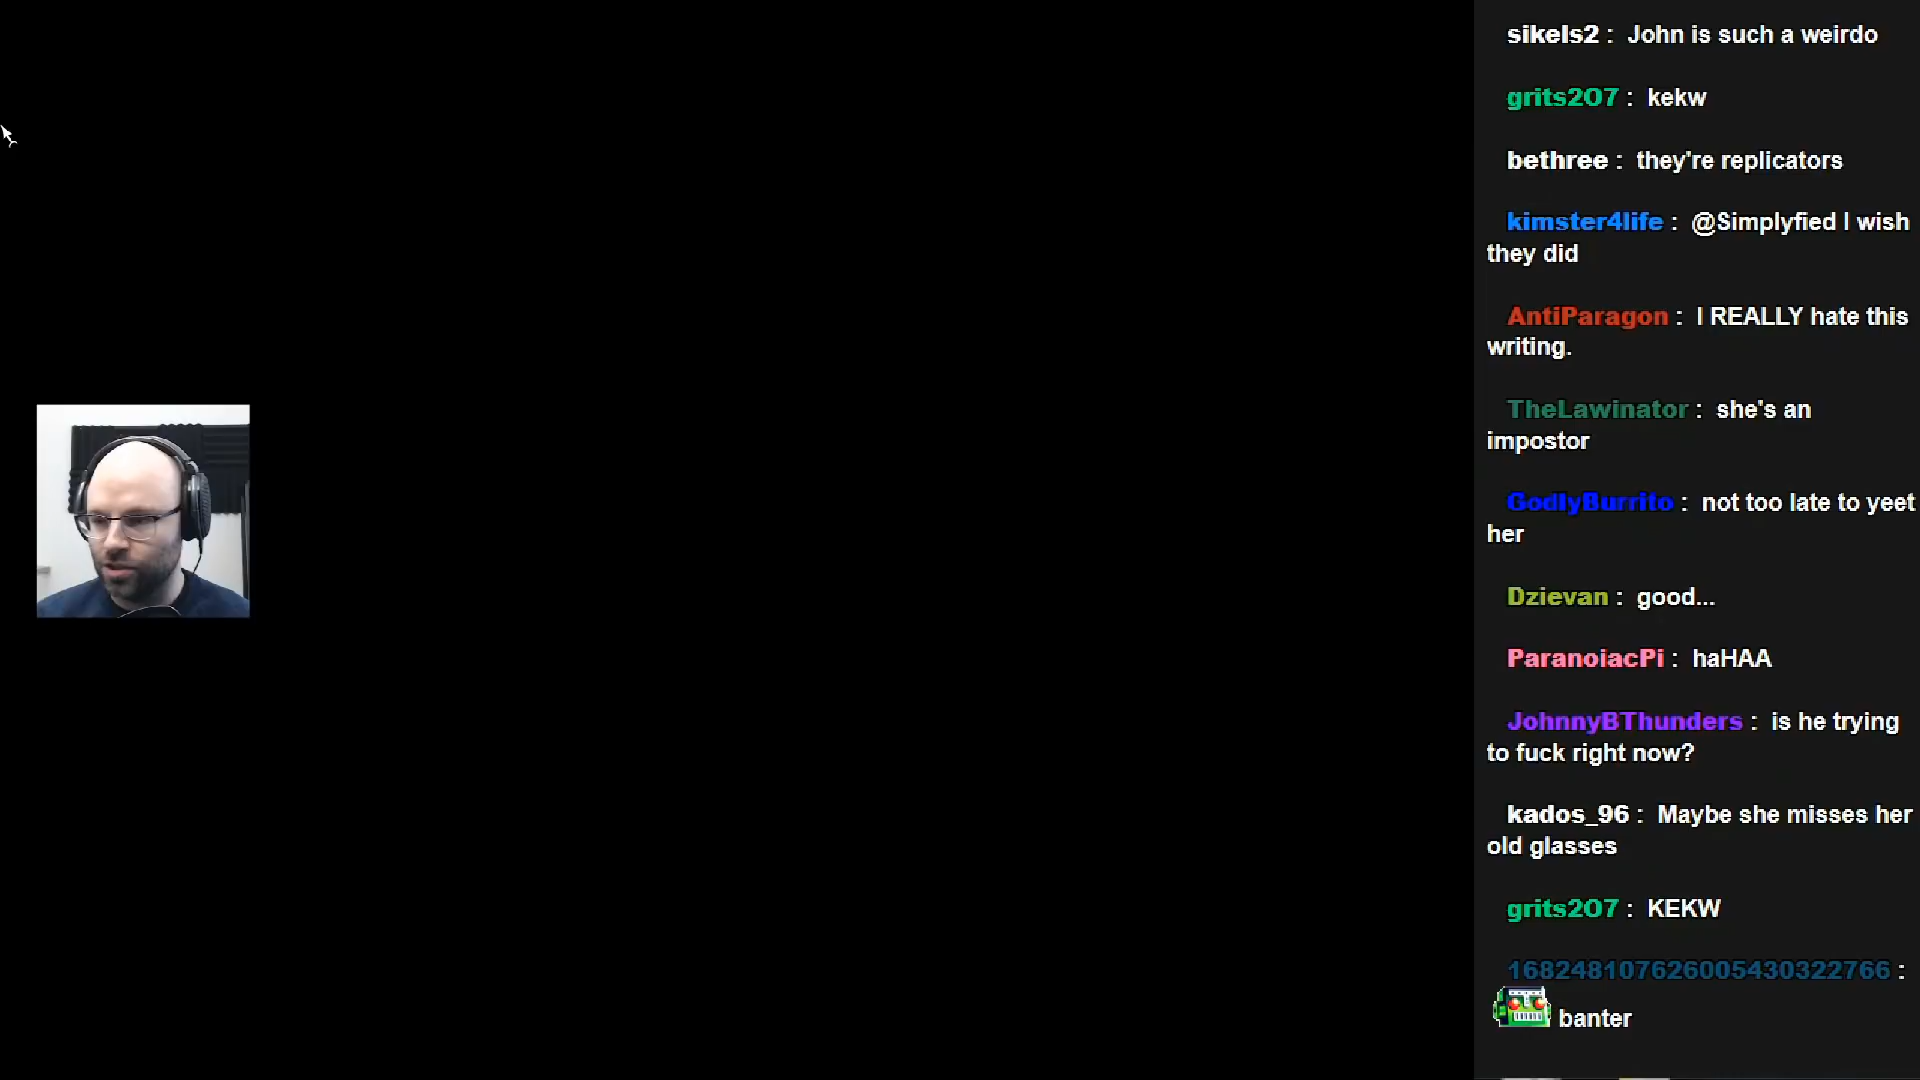 sikels2 : John is such a weirdo
grits207 : kekw
bethree : they're replicators
kimster4life : @Simplyfied I wish
they did
AntiParagon : I REALLY hate this
writing.
TheLawinator : she's an
impostor
GodlyBurrito : not too late to yeet
her
Dzievan : good...
ParanoiacPi : haHAA
JohnnyBThunders : is he trying
to fuck right now?
kados_96 : Maybe she misses her
old glasses
grits207 : KEKW
168248107626005430322766 :
banter